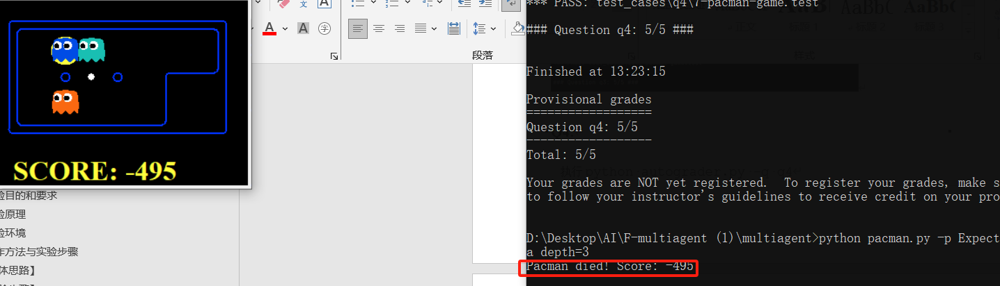 *** PASS: test_cases\q4\7-pacman-game.test
### Question q4: 5/5 ###
段落
Finished at 13:23:15
Provisional grades
==================
Question q4: 5/5
------------------
Total: 5/5
SCORE: -495
Your grades are NOT yet registered. To register your grades, make s
to follow your instructor's guidelines to receive credit on your pro
验目的和要求
验原理
验环境
作方法与实验步骤
体思路】
D:\Desktop\AI\F-multiagent (1)\multiagent>python pacman.py -p Expect
a depth=3
Pacman died! Score: -495